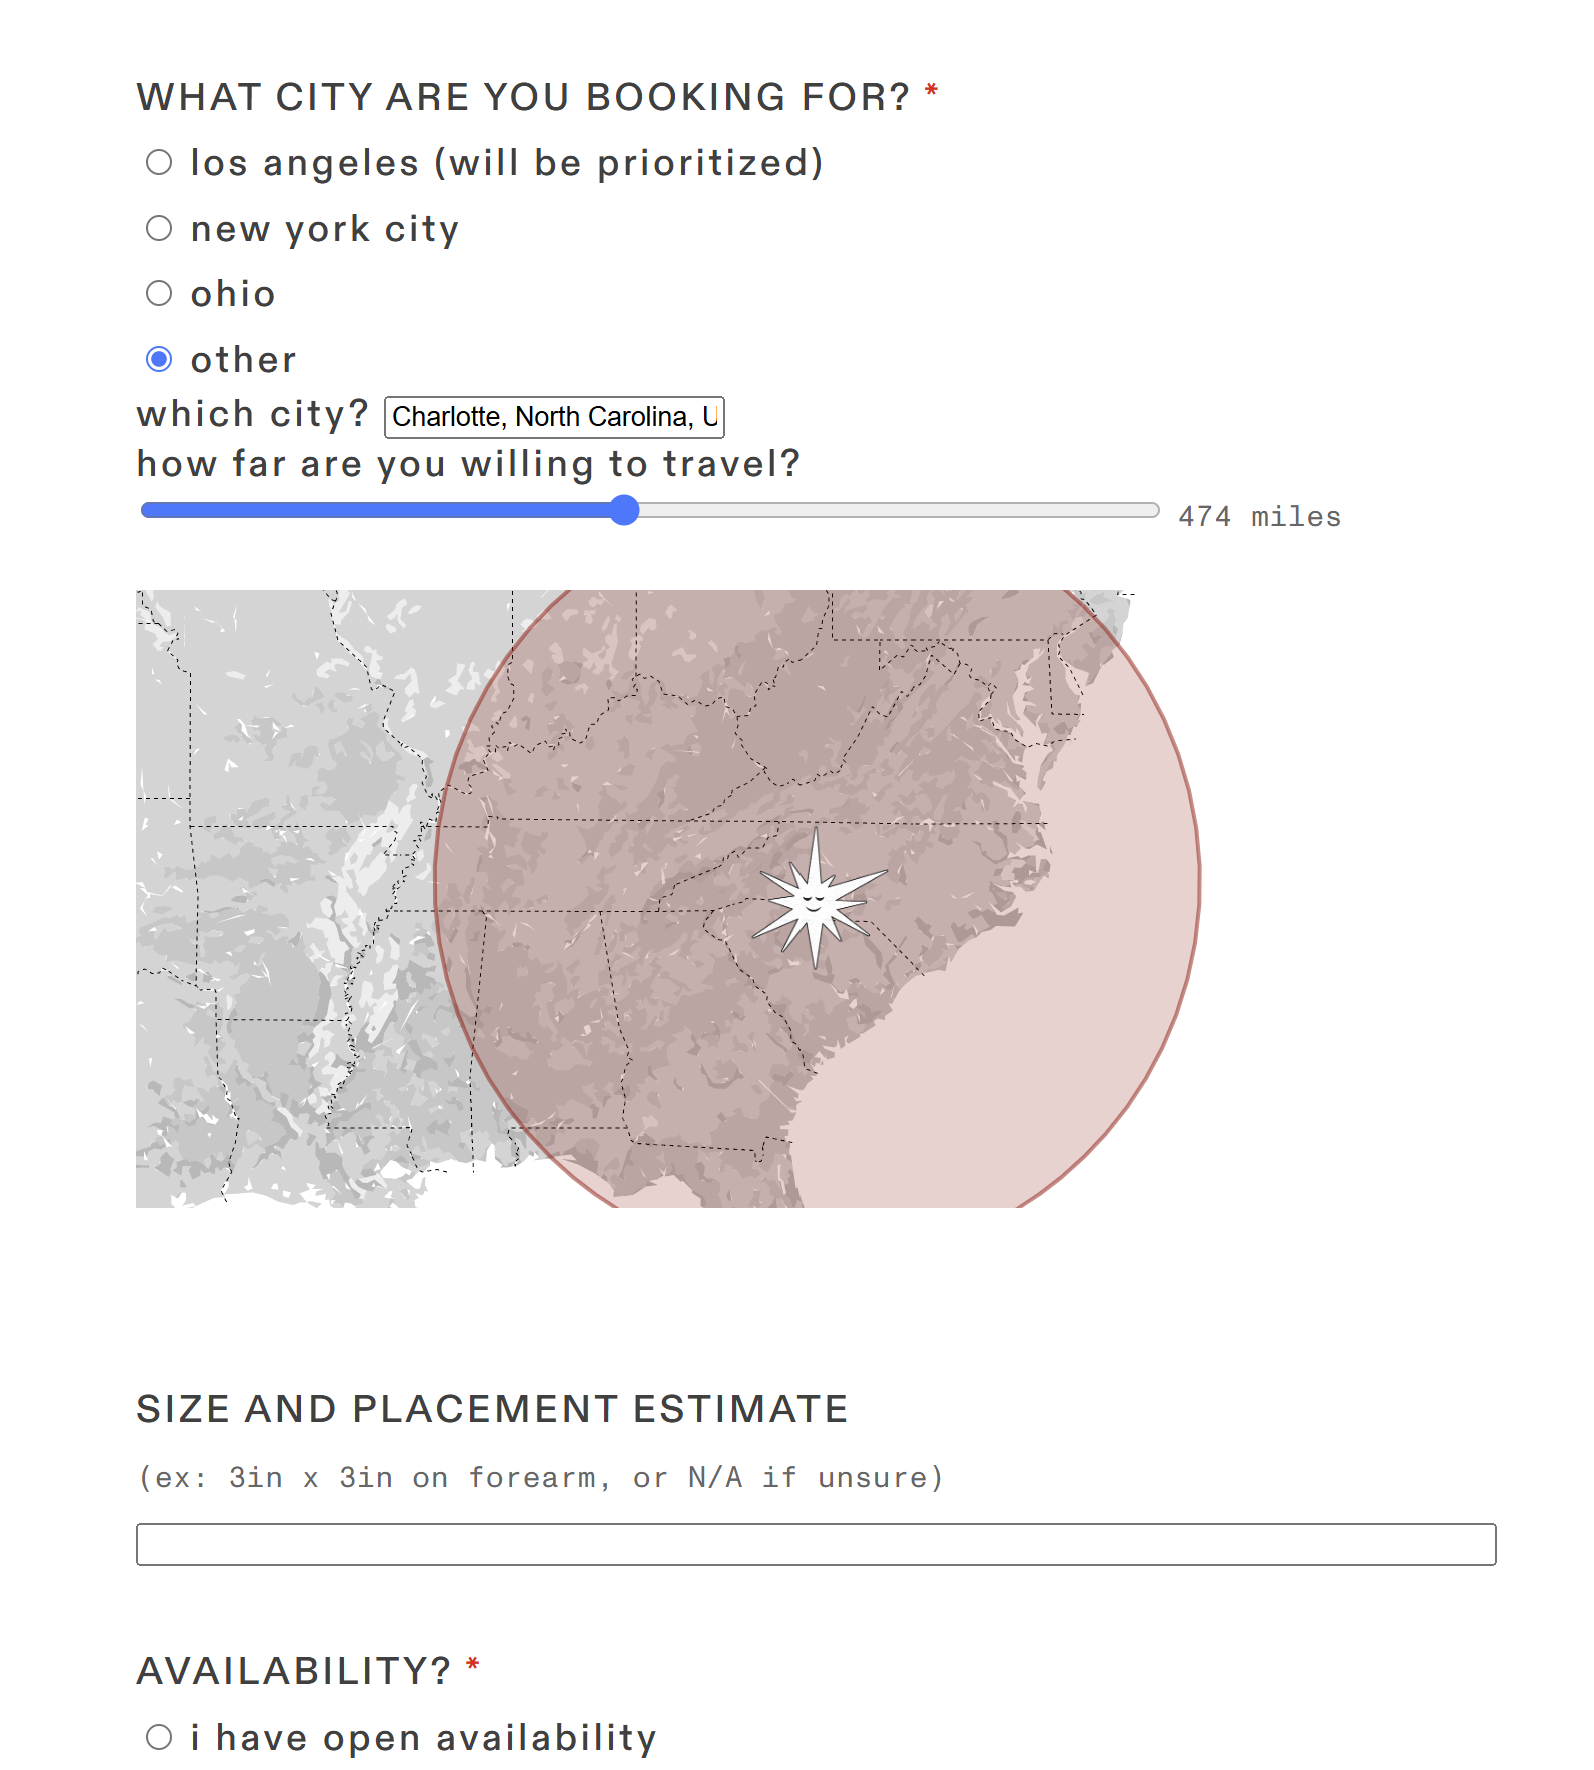 WHAT CITY ARE YOU BOOKING FOR? *
los angeles (will be prioritized)
new york city
ohio
other
which city? Charlotte, North Carolina, U
how far are you willing to travel?
474 miles
SIZE AND PLACEMENT ESTIMATE
(ex: 3in x 3in on forearm, or N/A if unsure)
AVAILABILITY? *
i have open availability